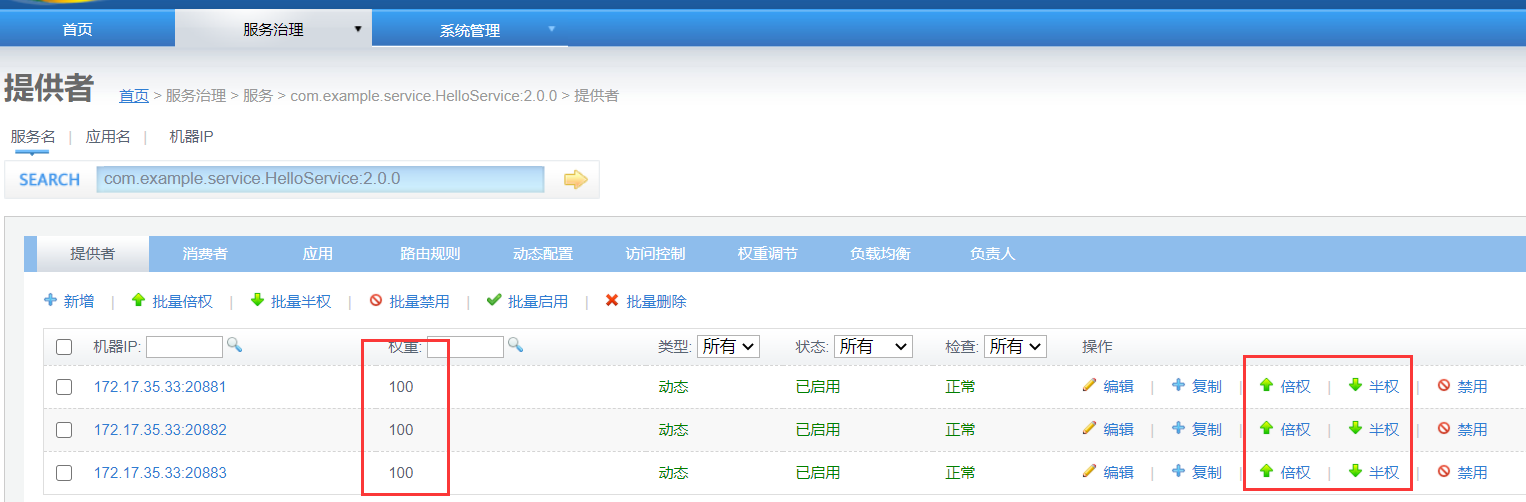 首页 服务治理 系统管理
提供者 首页 > 服务治理 > 服务 > com.example.service.HelloService:2.0.0 > 提供者
服务名 | 应用名 | 机器IP
SEARCH com.example.service.HelloService:2.0.0
提供者 消费者 应用 路由规则 动态配置 访问控制 权重调节 负载均衡 负责人
新增 | 批量倍权 | 批量半权 | 批量禁用 | 批量启用 | 批量删除
机器IP: 权重: 类型: 所有 状态: 所有 检查: 所有 操作
172.17.35.33:20881 100 动态 已启用 正常 编辑 | 复制 | 倍权 | 半权 | 禁用
172.17.35.33:20882 100 动态 已启用 正常 编辑 | 复制 | 倍权 | 半权 | 禁用
172.17.35.33:20883 100 动态 已启用 正常 编辑 | 复制 | 倍权 | 半权 | 禁用